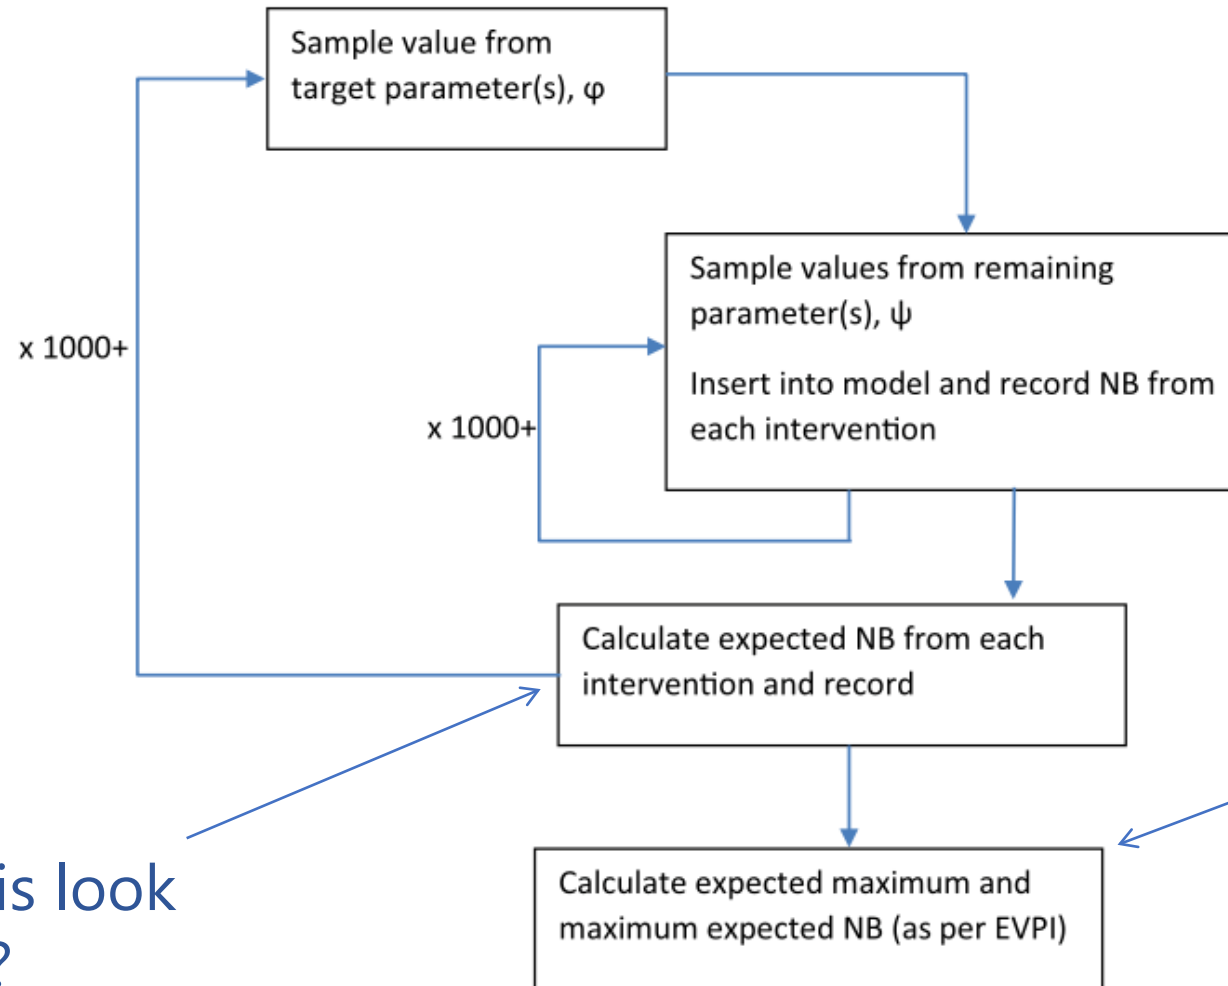 Sample value from
target parameter(s), φ
Sample values from remaining
parameter(s), ψ
Insert into model and record NB from
each intervention
x 1000+
x 1000+
Calculate expected NB from each
intervention and record
Calculate expected maximum and
maximum expected NB (as per EVPI)
is look
?